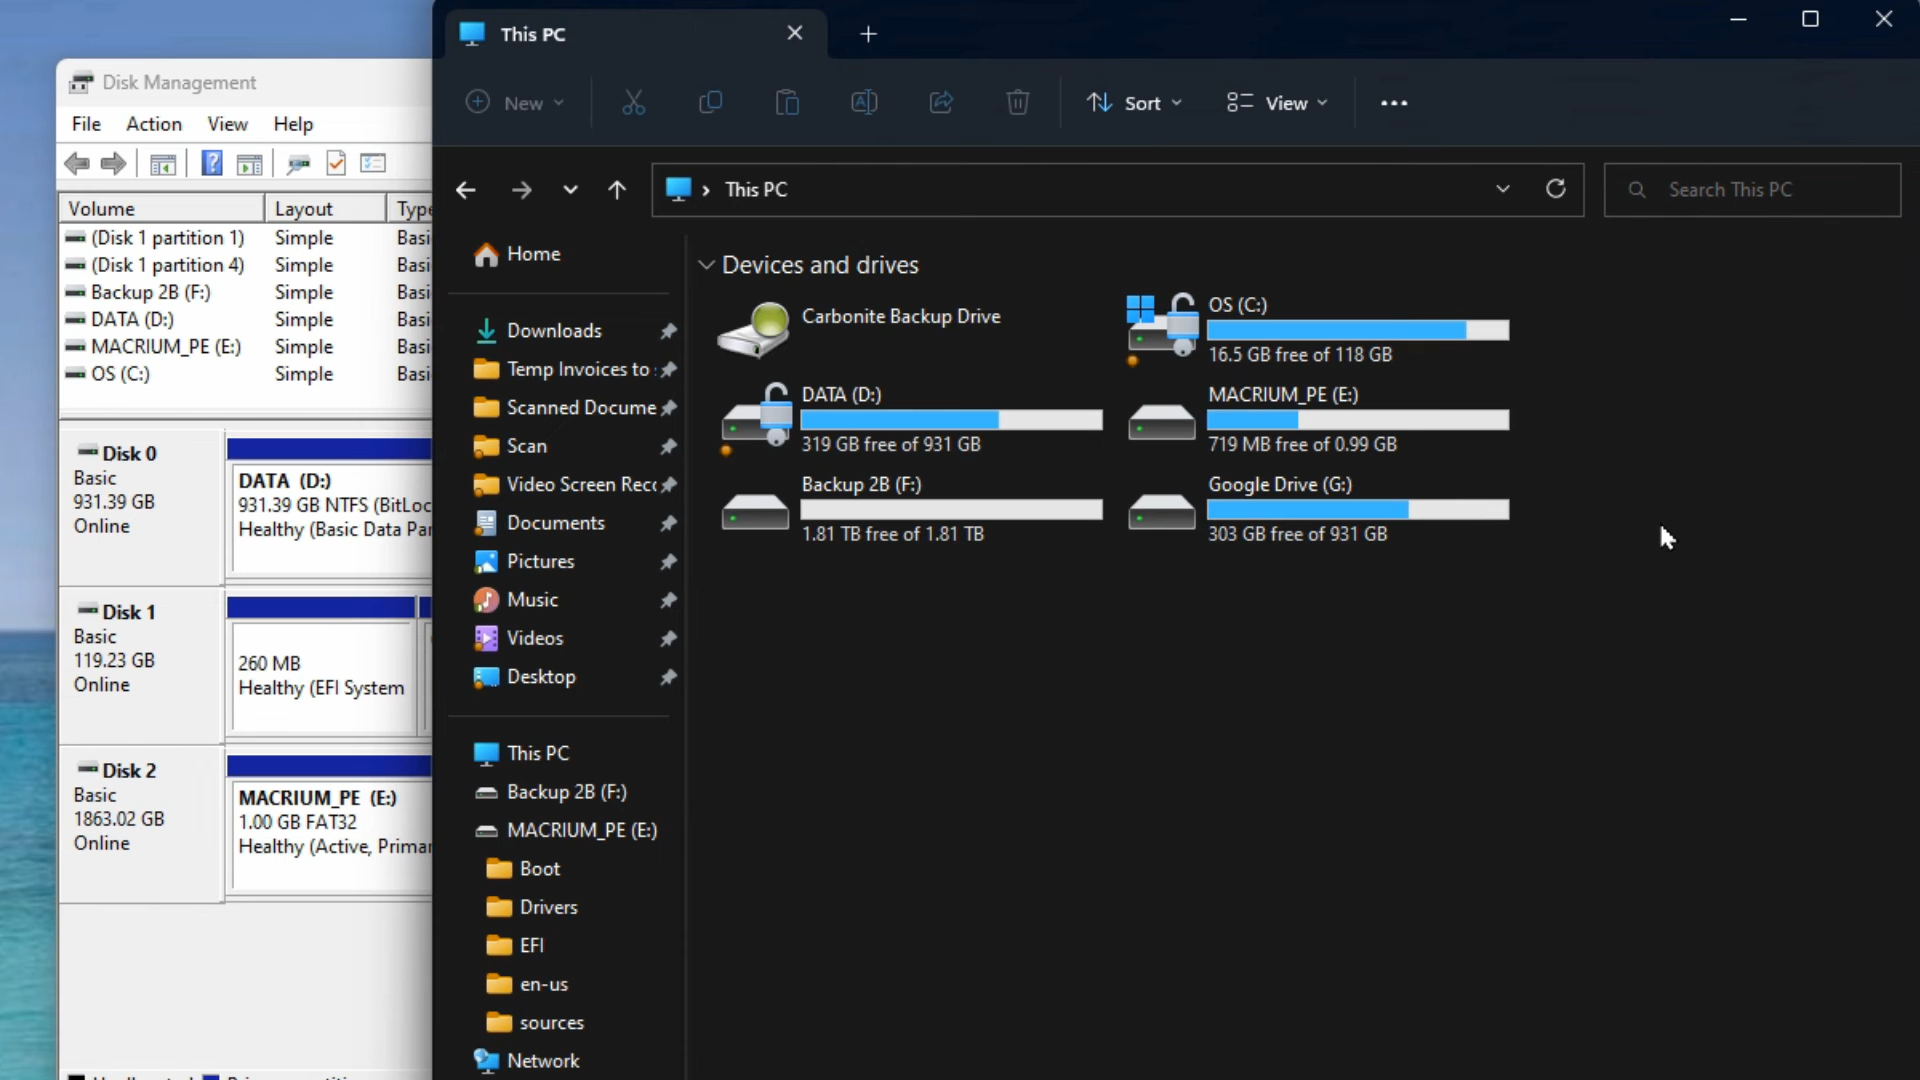 Disk Management
File Action View Help
Volume Layout Type
(Disk 1 partition 1) Simple Basi
(Disk 1 partition 4) Simple Basi
Backup 2B (F:) Simple Basi
DATA (D:) Simple Basi
MACRIUM_PE (E:) Simple Basi
OS (C:) Simple Basi
Disk 0
Basic
931.39 GB
Online
DATA (D:)
931.39 GB NTFS (BitLoc
Healthy (Basic Data Par
Disk 1
Basic
119.23 GB
Online
260 MB
Healthy (EFI System
Disk 2
Basic
1863.02 GB
Online
MACRIUM_PE (E:)
1.00 GB FAT32
Healthy (Active, Primar
This PC
New
Sort
View
This PC
Search This PC
Home
Downloads
Temp Invoices to
Scanned Docume
Scan
Video Screen Rec
Documents
Pictures
Music
Videos
Desktop
This PC
Backup 2B (F:)
MACRIUM_PE (E:)
Boot
Drivers
EFI
en-us
sources
Network
Devices and drives
Carbonite Backup Drive
OS (C:)
16.5 GB free of 118 GB
DATA (D:)
319 GB free of 931 GB
MACRIUM_PE (E:)
719 MB free of 0.99 GB
Backup 2B (F:)
1.81 TB free of 1.81 TB
Google Drive (G:)
303 GB free of 931 GB